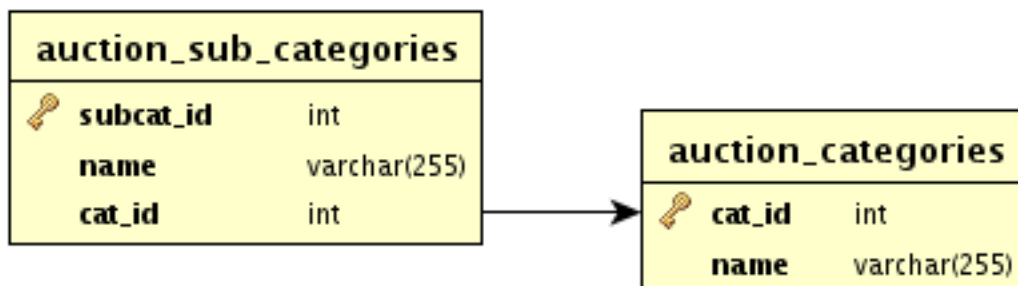 auction_sub_categories
subcat_id int
name varchar(255)
cat_id int
auction_categories
cat_id int
name varchar(255)